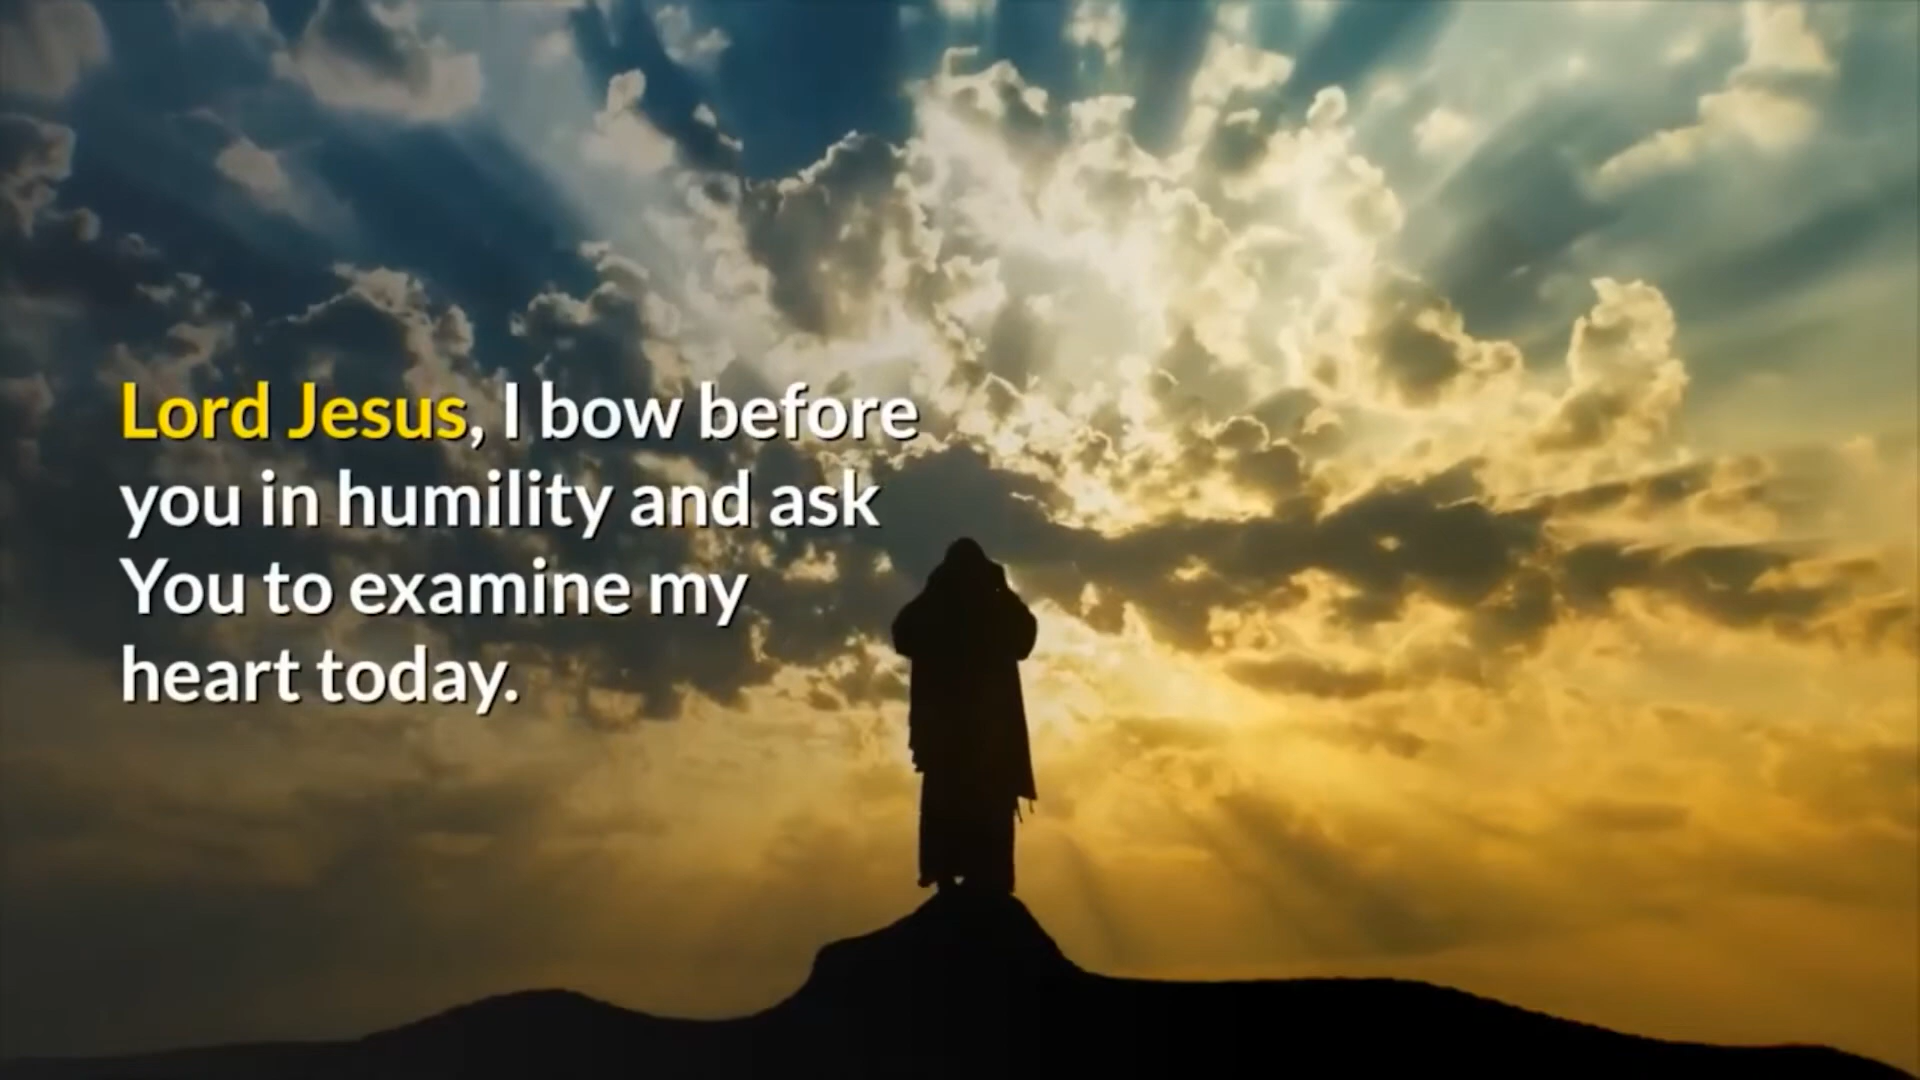 Lord Jesus, I bow before
you in humility and ask
You to examine my
heart today.